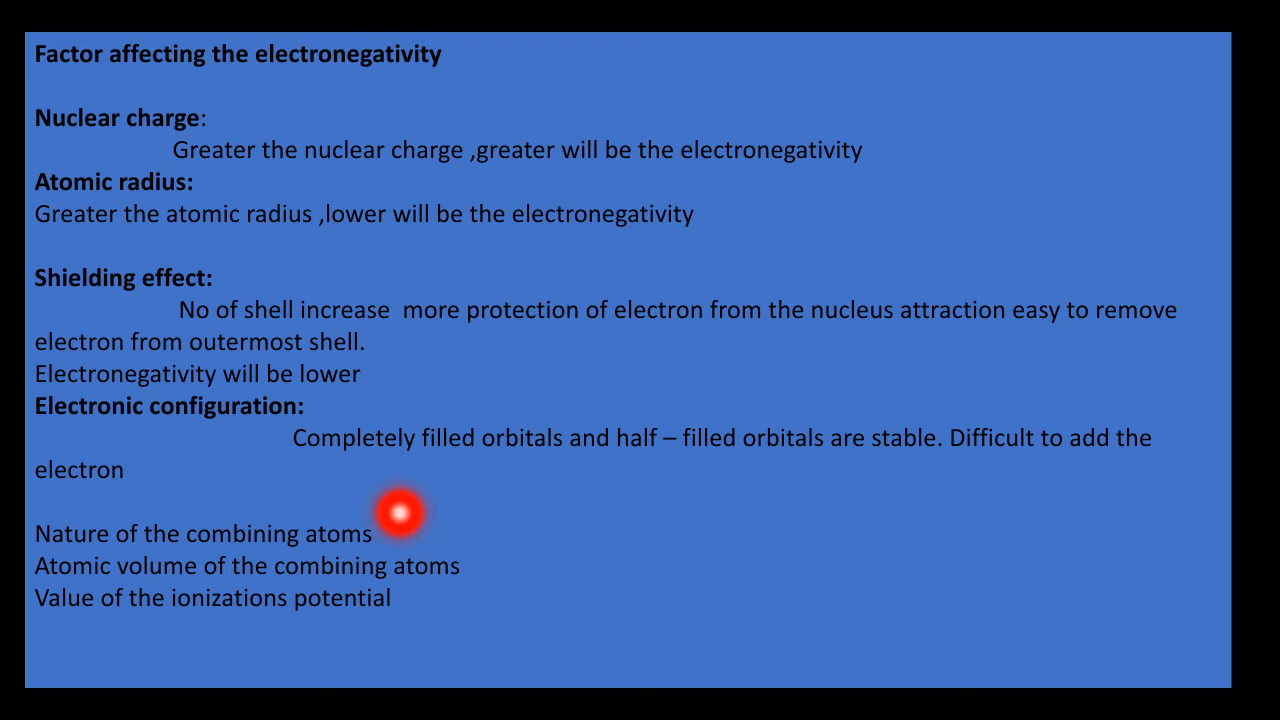 Factor affecting the electronegativity
Nuclear charge:
Greater the nuclear charge ,greater will be the electronegativity
Atomic radius:
Greater the atomic radius ,lower will be the electronegativity
Shielding effect:
No of shell increase  more protection of electron from the nucleus attraction easy to remove
electron from outermost shell.
Electronegativity will be lower
Electronic configuration:
Completely filled orbitals and half – filled orbitals are stable. Difficult to add the
electron
Nature of the combining atoms
Atomic volume of the combining atoms
Value of the ionizations potential